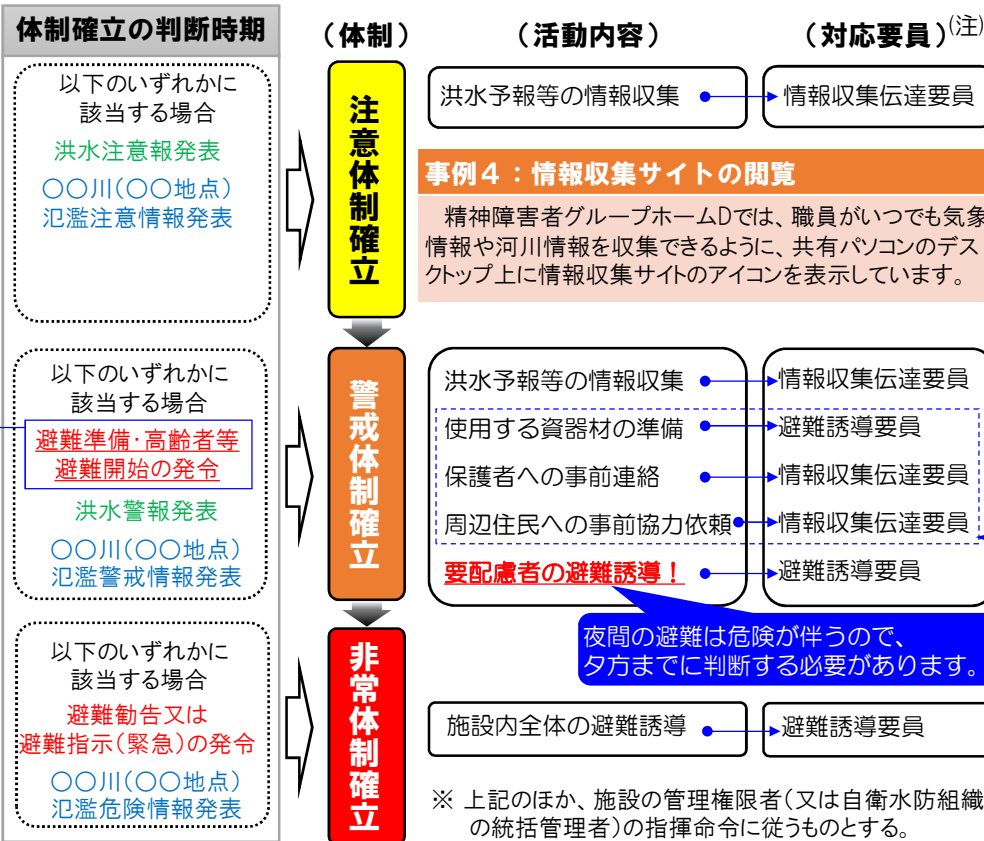 体制確立の判断時期
(体制)
(活動内容)
(対応要員)(注)
以下のいずれかに
該当する場合
洪水注意報発表
〇〇川(〇〇地点)
氾濫注意情報発表
注意体制確立
洪水予報等の情報収集
情報収集伝達要員
事例4:情報収集サイトの閲覧
精神障害者グループホームDでは、職員がいつでも気象
情報や河川情報を収集できるように、共有パソコンのデス
クトップ上に情報収集サイトのアイコンを表示しています。
以下のいずれかに
該当する場合
避難準備・高齢者等
避難開始の発令
洪水警報発表
〇〇川(〇〇地点)
氾濫警戒情報発表
警戒体制確立
洪水予報等の情報収集
情報収集伝達要員
使用する資器材の準備
避難誘導要員
保護者への事前連絡
情報収集伝達要員
周辺住民への事前協力依頼
情報収集伝達要員
要配慮者の避難誘導!
避難誘導要員
夜間の避難は危険が伴うので、
夕方までに判断する必要があります。
以下のいずれかに
該当する場合
避難勧告又は
避難指示(緊急)の発令
〇〇川(〇〇地点)
氾濫危険情報発表
非常体制確立
施設内全体の避難誘導
避難誘導要員
※ 上記のほか、施設の管理権限者(又は自衛水防組織
の統括管理者)の指揮命令に従うものとする。